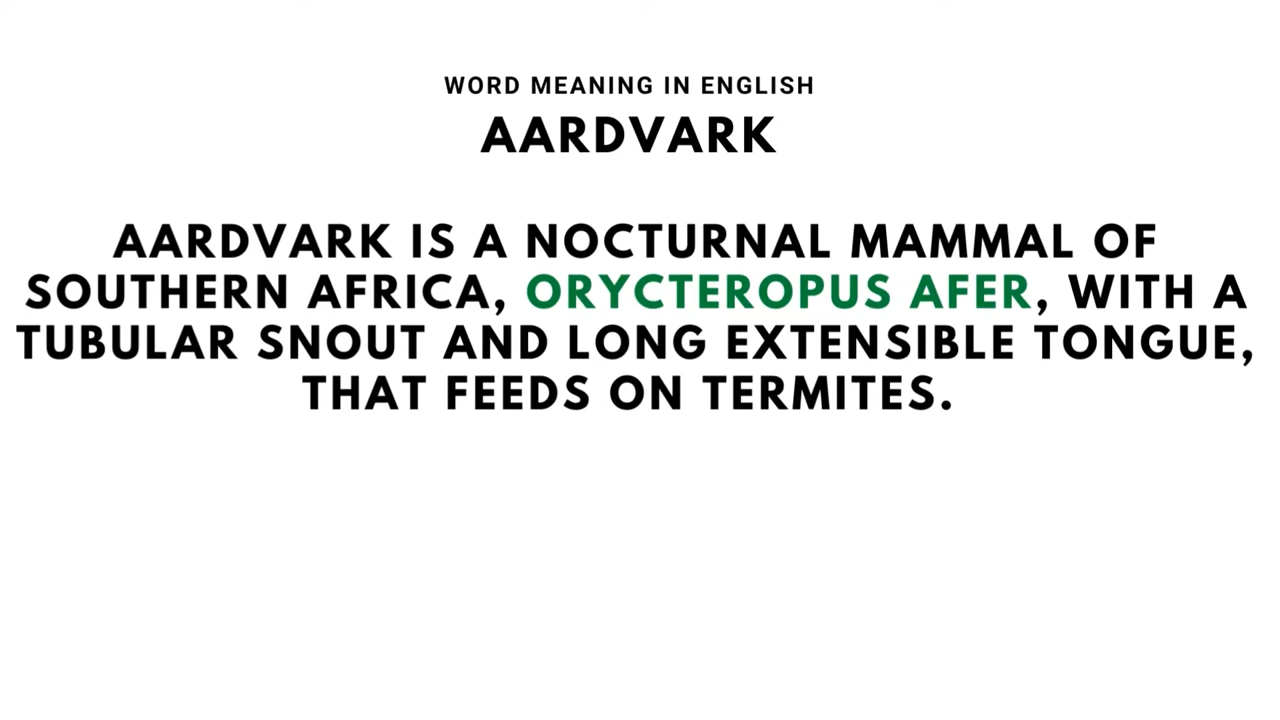 WORD MEANING IN ENGLISH
AARDVARK
AARDVARK IS A NOCTURNAL MAMMAL OF
SOUTHERN AFRICA, ORYCTEROPUS AFER, WITH A
TUBULAR SNOUT AND LONG EXTENSIBLE TONGUE,
THAT FEEDS ON TERMITES.